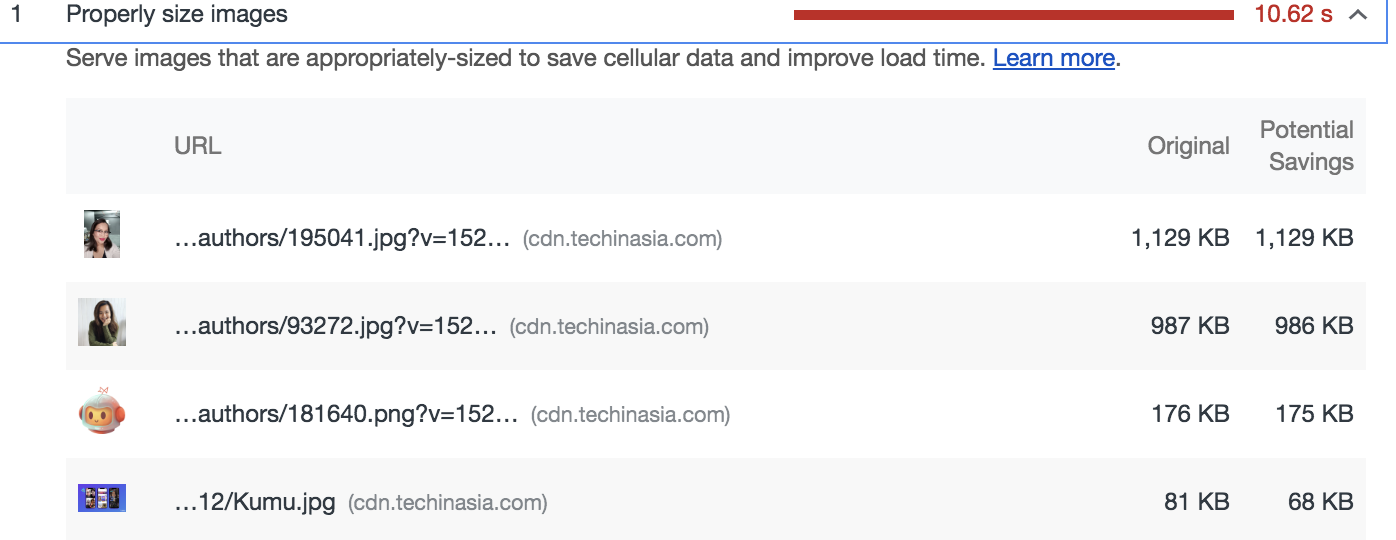 1 Properly size images 10.62 s
Serve images that are appropriately-sized to save cellular data and improve load time. Learn more.
URL Original Potential Savings
...authors/195041.jpg?v=152... (cdn.techinasia.com) 1,129 KB 1,129 KB
...authors/93272.jpg?v=152... (cdn.techinasia.com) 987 KB 986 KB
...authors/181640.png?v=152... (cdn.techinasia.com) 176 KB 175 KB
...12/Kumu.jpg (cdn.techinasia.com) 81 KB 68 KB